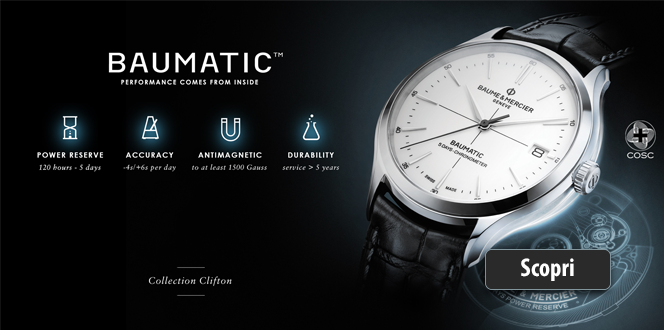 BAUMATIC™
PERFORMANCE COMES FROM INSIDE
POWER RESERVE
120 hours - 5 days
ACCURACY
-4s/+6s per day
ANTIMAGNETIC
to at least 1500 Gauss
DURABILITY
service > 5 years
Collection Clifton
BAUME & MERCIER
GENEVE
BAUMATIC
5 DAYS-CHRONOMETER
SWISS MADE
COSC
Scopri
& MERCIER
POWER RESERVE